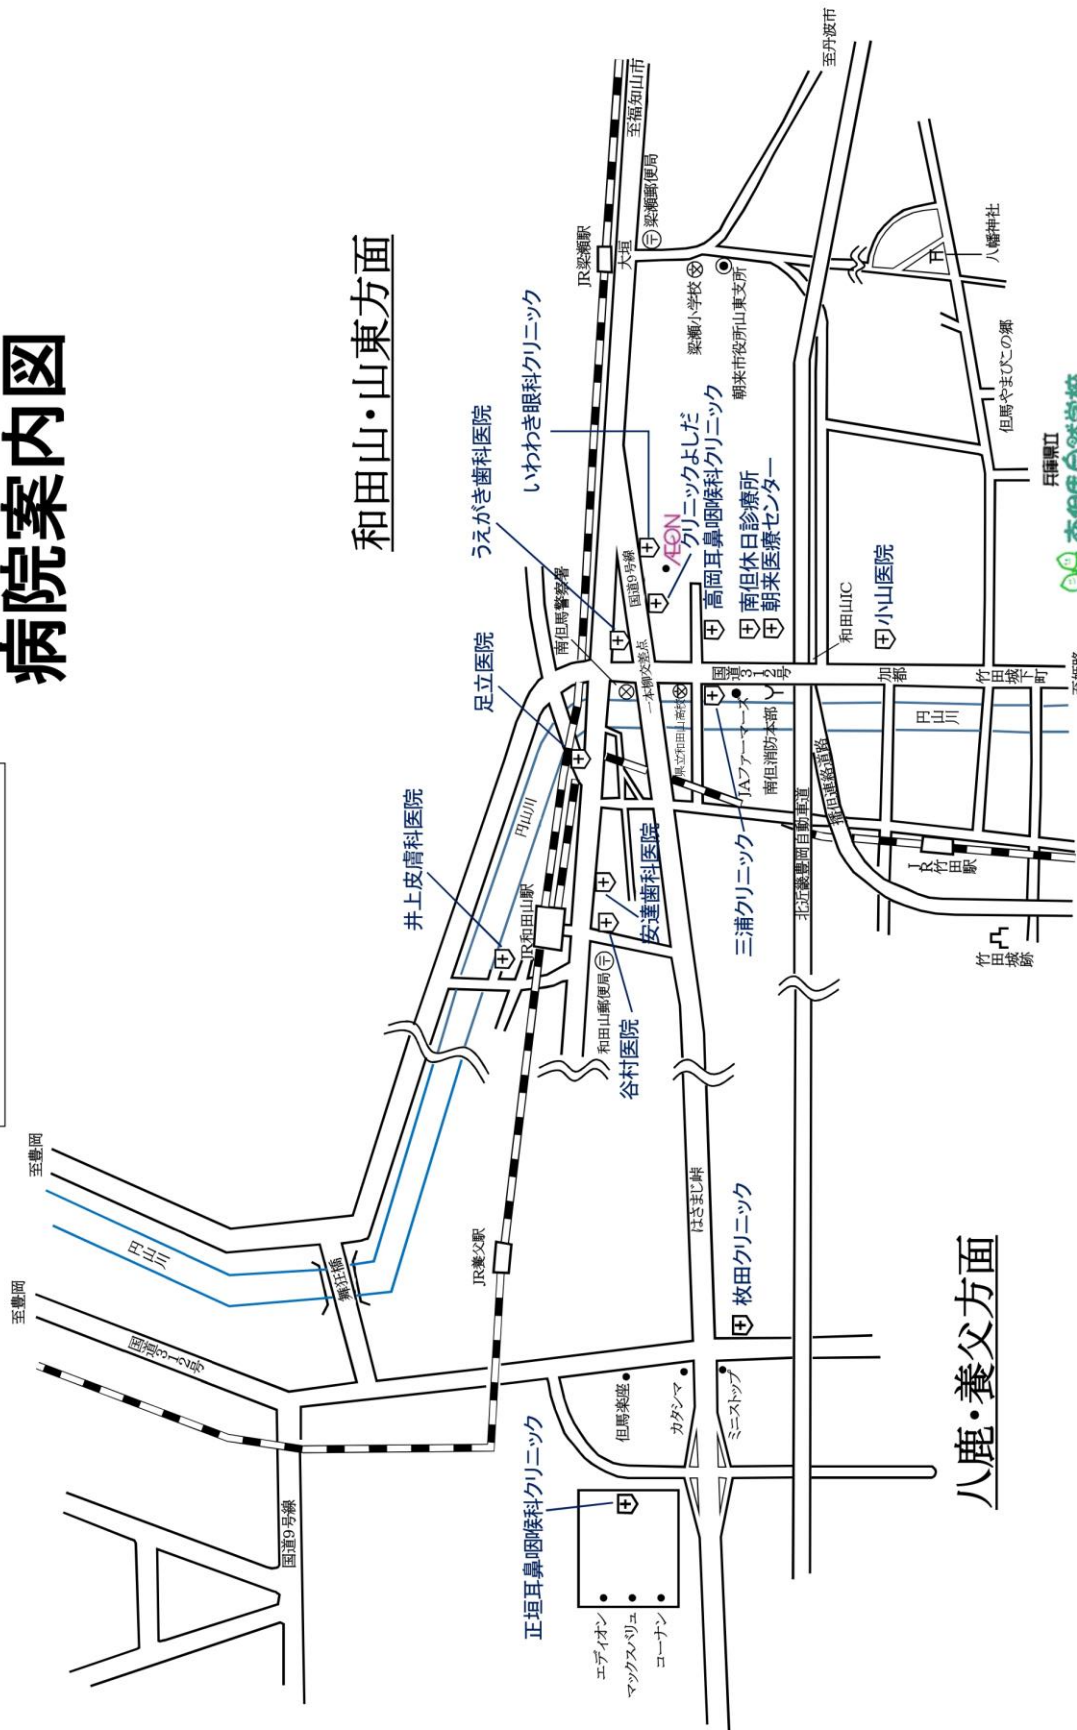 病院案内図
和田山・山東方面
八鹿・養父方面
至豊岡
至豊岡
円山川
国道312号
舞狂橋
国道9号線
JR養父駅
正垣耳鼻咽喉科クリニック
エディオン
マックスバリュ
コーナン
但馬楽座
カタシマ
ミニストップ
枚田クリニック
はさまじ峠
井上皮膚科医院
円山川
JR和田山駅
和田山郵便局
谷村医院
安達歯科医院
足立医院
南但馬警察署
うえがき歯科医院
いわわき眼科クリニック
国道9号線
一本柳交差点
ÆON
クリニックよしだ
高岡耳鼻咽喉科クリニック
南但休日診療所
朝来医療センター
県立和田山高校
国道312号
三浦クリニック
JAファーマーズ
南但消防本部
北近畿豊岡自動車道
播但連絡道路
和田山IC
小山医院
加都
円山川
竹田城下町
JR竹田駅
竹田城跡
JR梁瀬駅
大垣
至福知山市
梁瀬郵便局
梁瀬小学校
朝来市役所山東支所
至丹波市
八幡神社
但馬やまびこの郷
兵庫県立